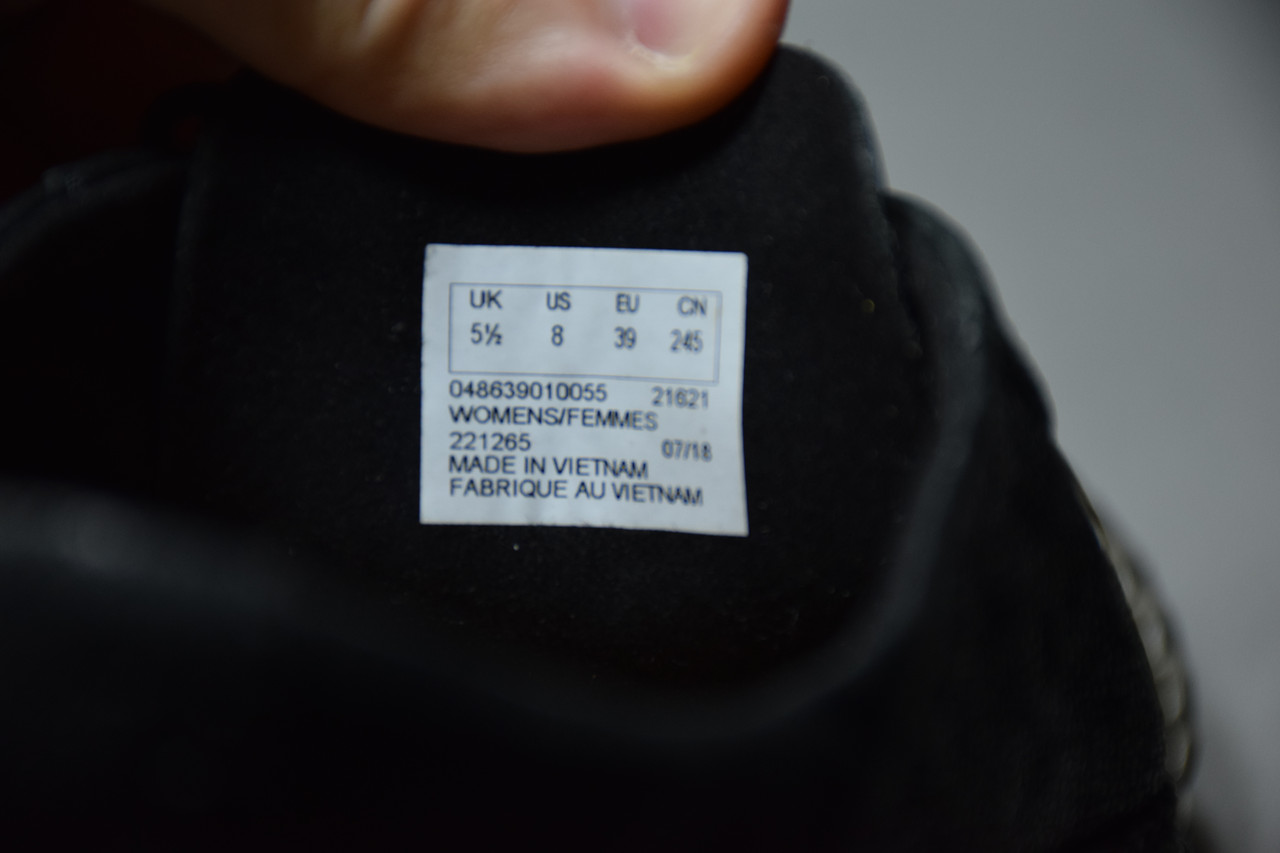 UK US EU CN
5½ 8 39 245
048639010055 21621
WOMENS/FEMMES
221265 07/18
MADE IN VIETNAM
FABRIQUE AU VIETNAM